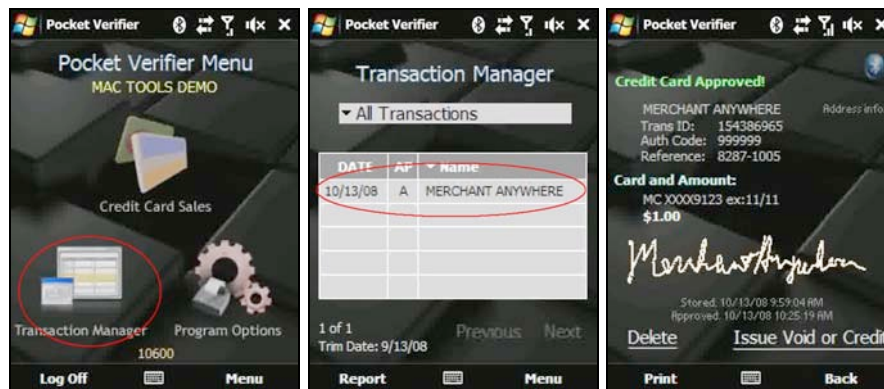 Pocket Verifier
Pocket Verifier Menu
MAC TOOLS DEMO
Credit Card Sales
Transaction Manager
Program Options
10600
Log Off
Menu
Pocket Verifier
Transaction Manager
All Transactions
DATE AP Name
10/13/08 A MERCHANT ANYWHERE
1 of 1
Previous Next
Trim Date: 9/13/08
Report
Menu
Pocket Verifier
Credit Card Approved!
MERCHANT ANYWHERE
Address info
Trans ID: 154386965
Auth Code: 999999
Reference: 8287-1005
Card and Amount:
MC XXXX9123 ex:11/11
$1.00
Merchant Anywhere
Stored: 10/13/08 9:59:04 AM
Approved: 10/13/08 10:25:19 AM
Delete
Issue Void or Credit
Print
Back